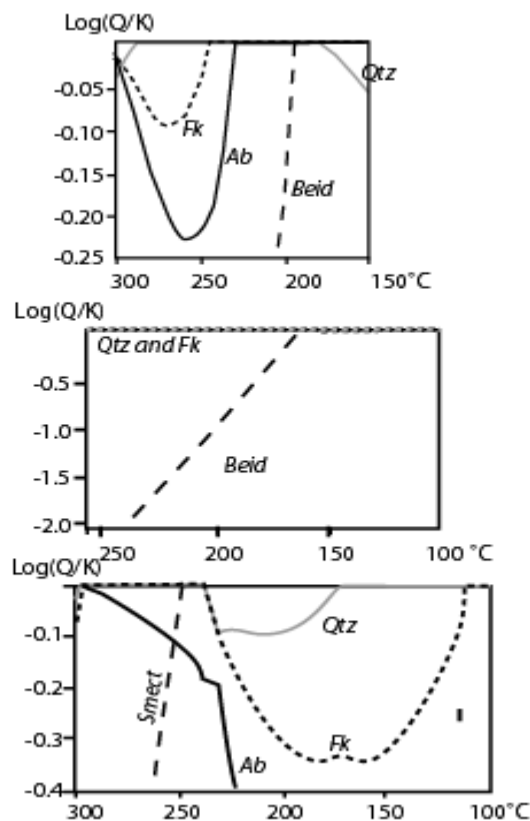 Log(Q/K)
Qtz
-0.05
Fk
-0.10
Ab
-0.15
Beid
-0.20
-0.25
300 250 200 150°C
Log(Q/K)
Qtz and Fk
-0.5
-1.0
Beid
-1.5
-2.0
250 200 150 100 °C
Log(Q/K)
Qtz
-0.1
-0.2
Smect
-0.3
Fk
Ab
-0.4
300 250 200 150 100°C